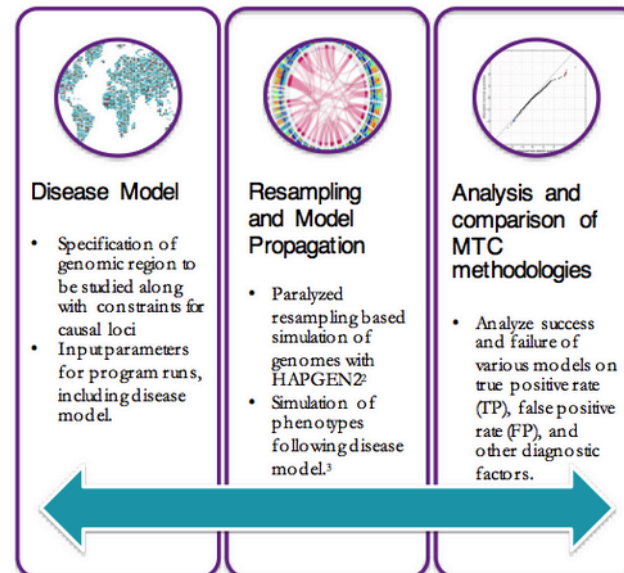 Disease Model
• Specification of
genomic region to
be studied along
with constraints for
causal loci
• Input parameters
for program runs,
including disease
model.
Resampling
and Model
Propagation
• Paralyzed
resampling based
simulation of
genomes with
HAPGEN2²
• Simulation of
phenotypes
following disease
model.³
Analysis and
comparison of
MTC
methodologies
• Analyze success
and failure of
various models on
true positive rate
(TP), false positive
rate (FP), and
other diagnostic
factors.